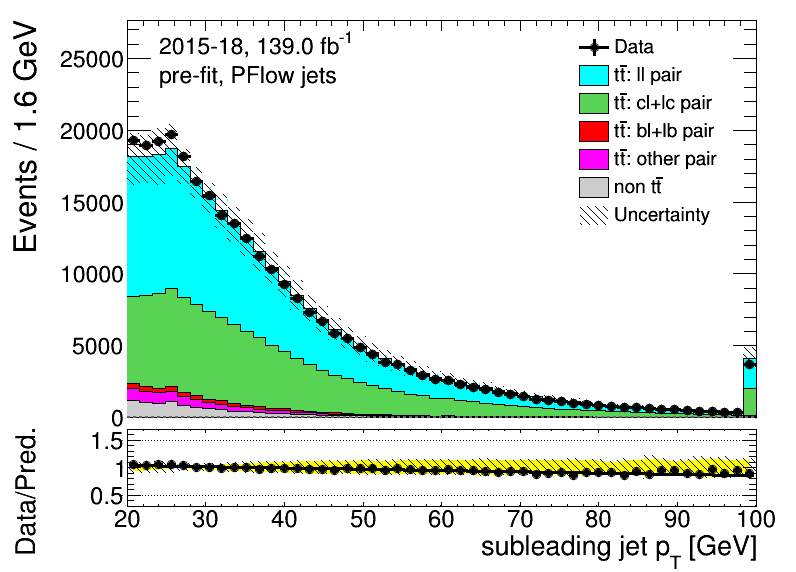 Events / 1.6 GeV
25000
20000
15000
10000
5000
0
2015-18, 139.0 fb⁻¹
pre-fit, PFlow jets
Data
tt̄: ll pair
tt̄: cl+lc pair
tt̄: bl+lb pair
tt̄: other pair
non tt̄
Uncertainty
Data/Pred.
1.5
1
0.5
20 30 40 50 60 70 80 90 100
subleading jet p_T [GeV]